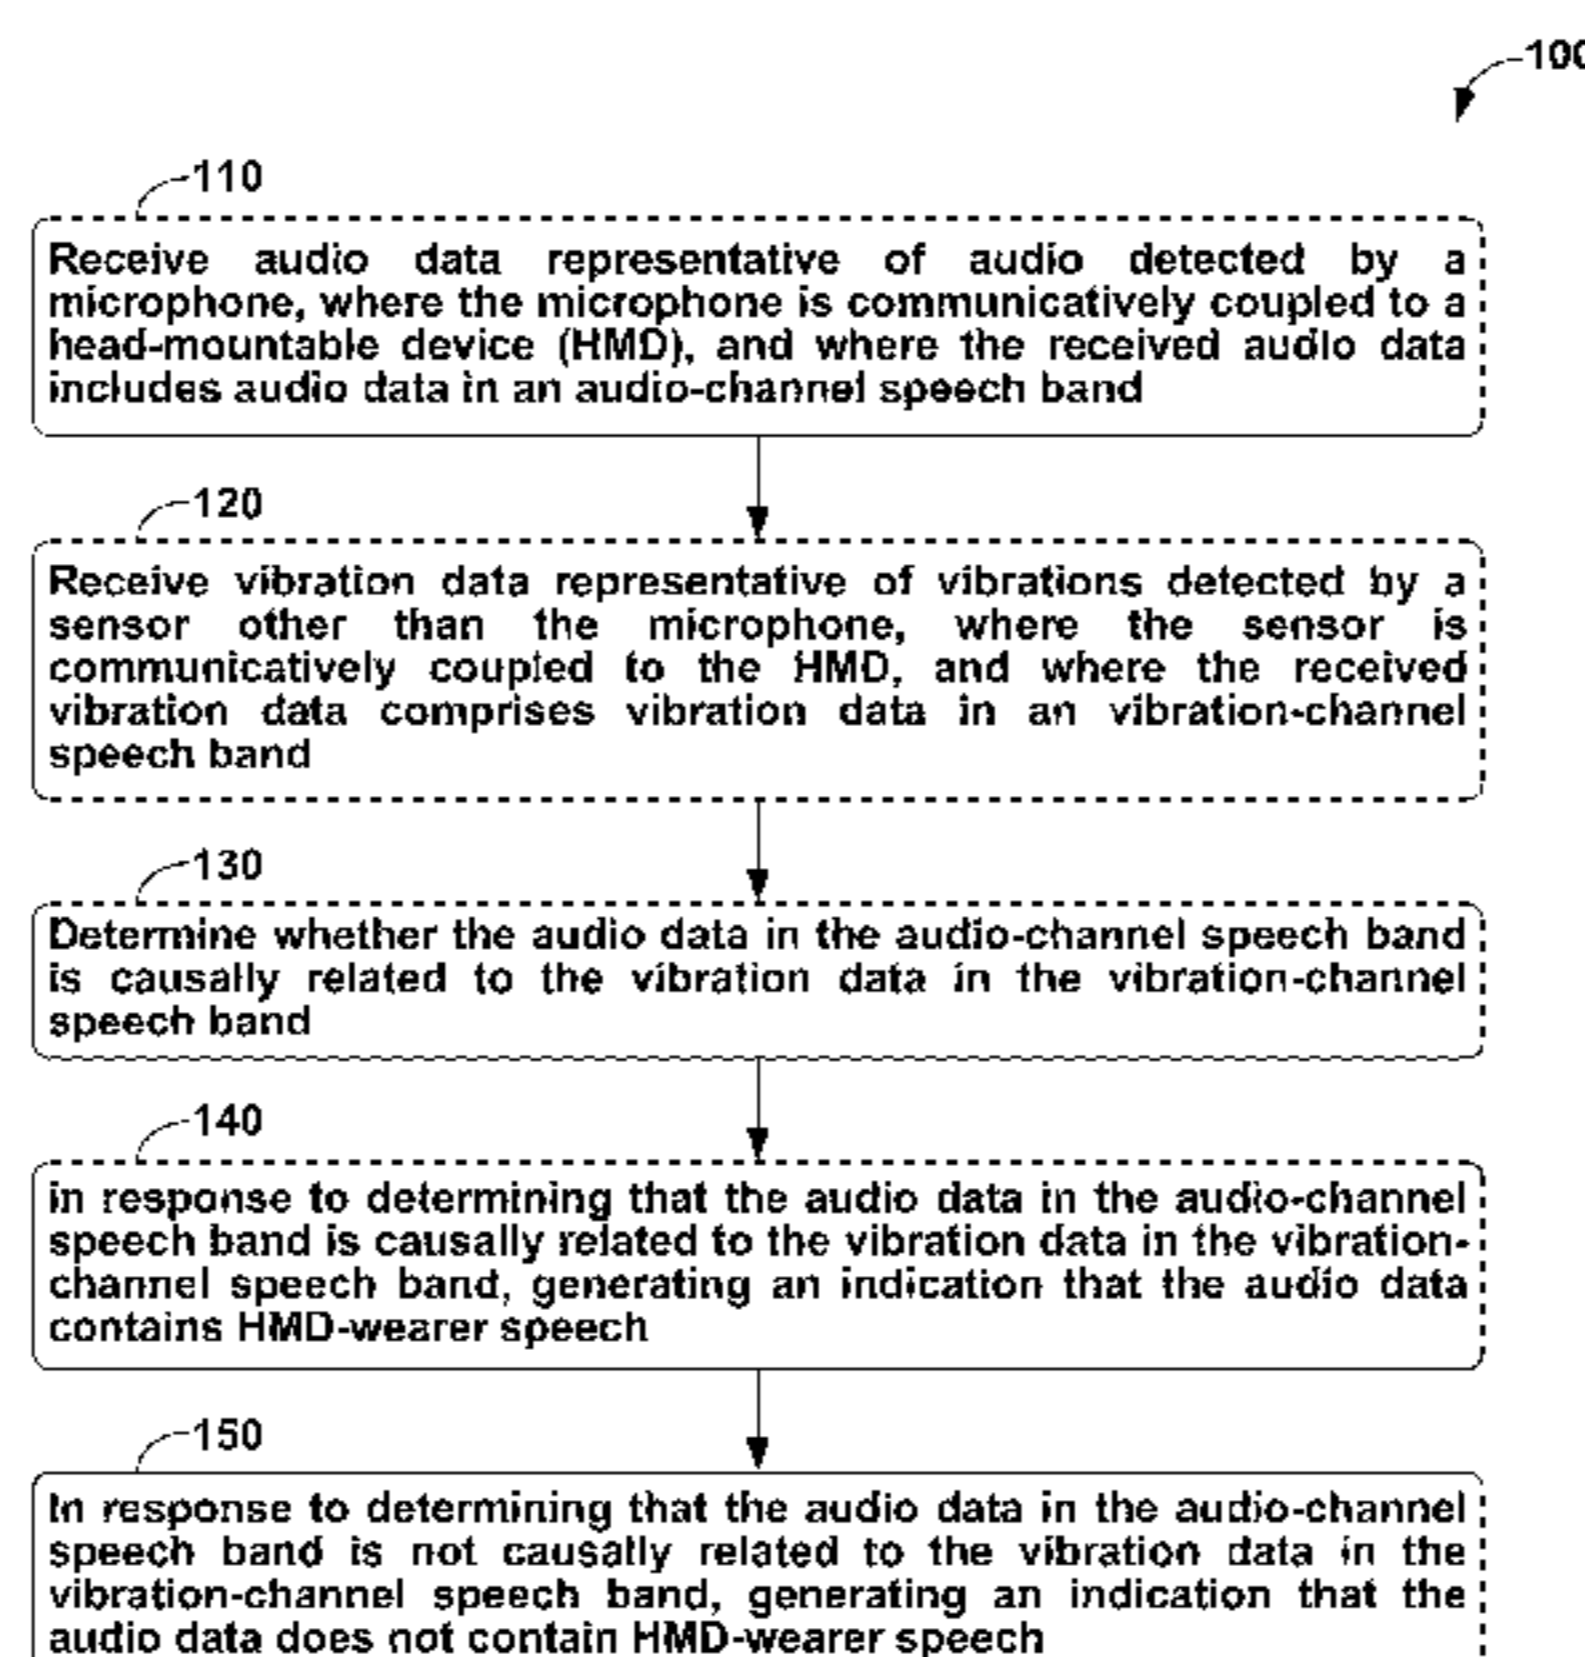 100
110
Receive audio data representative of audio detected by a
microphone, where the microphone is communicatively coupled to a
head-mountable device (HMD), and where the received audio data
includes audio data in an audio-channel speech band
120
Receive vibration data representative of vibrations detected by a
sensor other than the microphone, where the sensor is
communicatively coupled to the HMD, and where the received
vibration data comprises vibration data in an vibration-channel
speech band
130
Determine whether the audio data in the audio-channel speech band
is causally related to the vibration data in the vibration-channel
speech band
140
in response to determining that the audio data in the audio-channel
speech band is causally related to the vibration data in the vibration-
channel speech band, generating an indication that the audio data
contains HMD-wearer speech
150
In response to determining that the audio data in the audio-channel
speech band is not causally related to the vibration data in the
vibration-channel speech band, generating an indication that the
audio data does not contain HMD-wearer speech